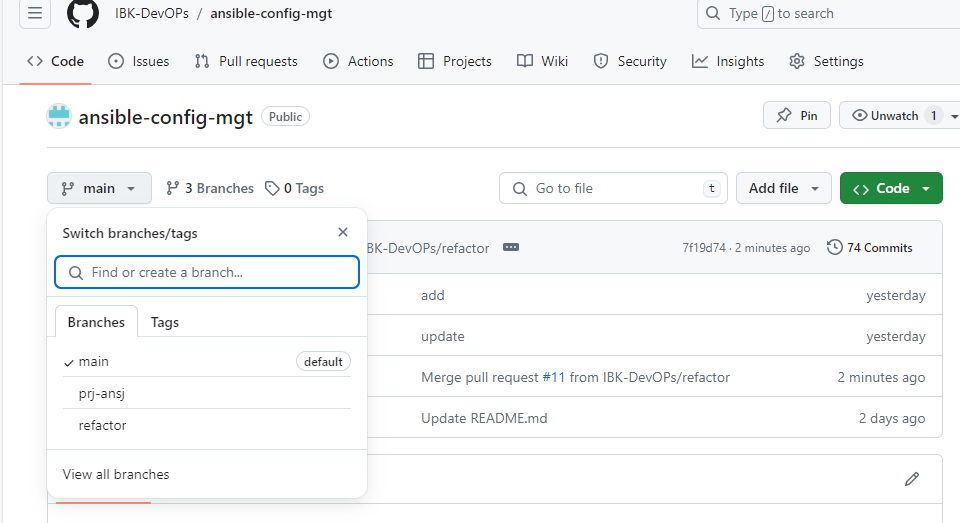 IBK-DevOPs / ansible-config-mgt
Type / to search
Code Issues Pull requests Actions Projects Wiki Security Insights Settings
ansible-config-mgt Public
Pin Unwatch 1
main 3 Branches 0 Tags Go to file t Add file Code
Switch branches/tags
BK-DevOPs/refactor 7f19d74 · 2 minutes ago 74 Commits
Find or create a branch...
add yesterday
Branches Tags
update yesterday
main default
Merge pull request #11 from IBK-DevOPs/refactor 2 minutes ago
prj-ansj
Update README.md 2 days ago
refactor
View all branches